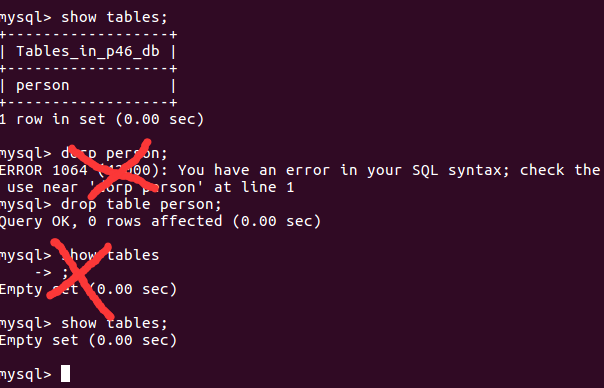 mysql> show tables;
+------------------+
| Tables_in_p46_db |
+------------------+
| person           |
+------------------+
1 row in set (0.00 sec)
mysql> dorp person;
ERROR 1064 (42000): You have an error in your SQL syntax; check the
use near 'dorp person' at line 1
mysql> drop table person;
Query OK, 0 rows affected (0.00 sec)
mysql> show tables
    -> ;
Empty set (0.00 sec)
mysql> show tables;
Empty set (0.00 sec)
mysql>